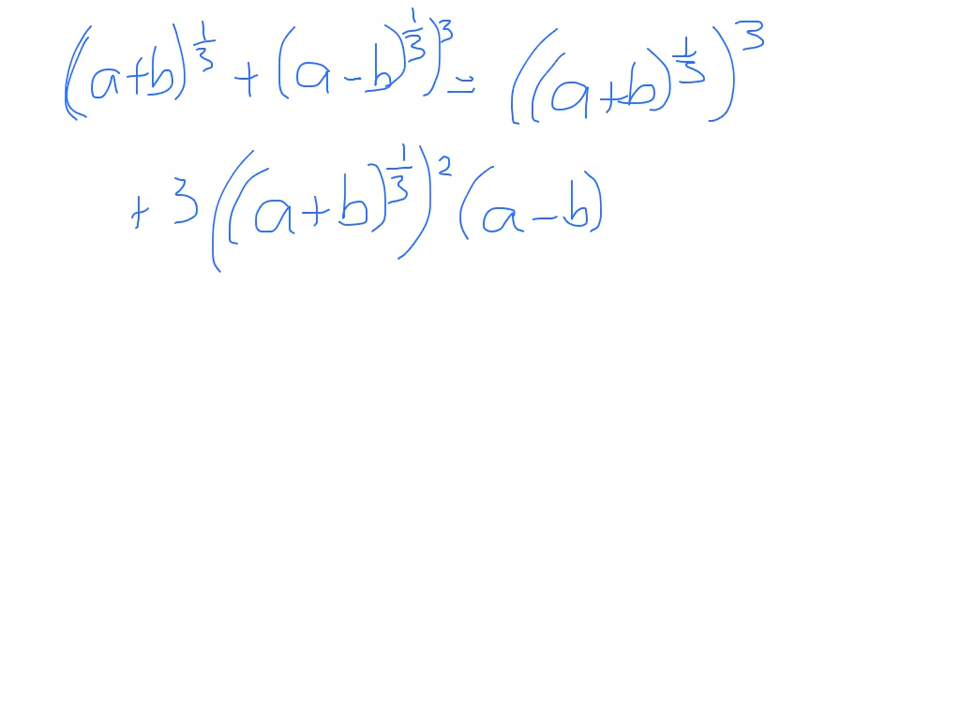 ((a+b)^{1/3} + (a-b)^{1/3})^3 = ((a+b)^{1/3})^3
+ 3((a+b)^{1/3})^2 (a-b)